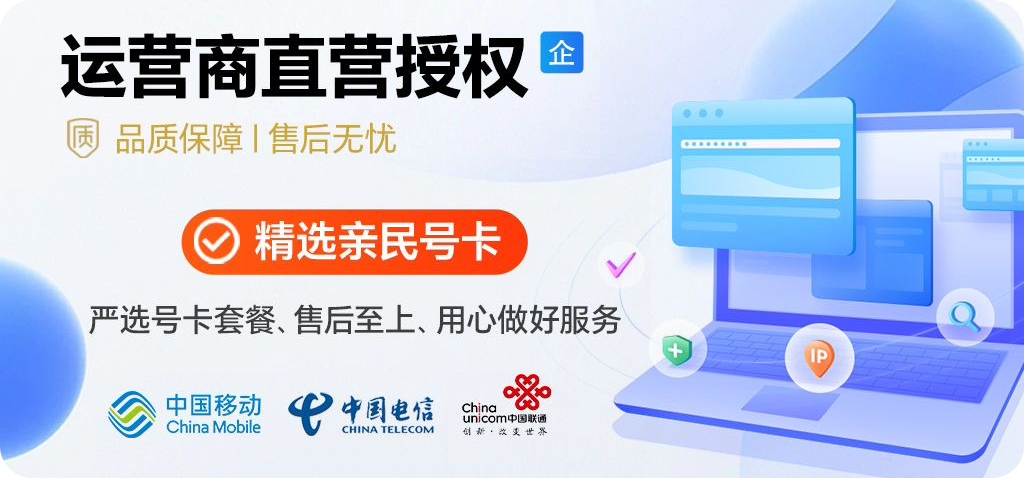 运营商直营授权 企
质 品质保障 | 售后无忧
精选亲民号卡
严选号卡套餐、售后至上、用心做好服务
中国移动
China Mobile
中国电信
CHINA TELECOM
China
unicom中国联通
创新·改变世界
IP